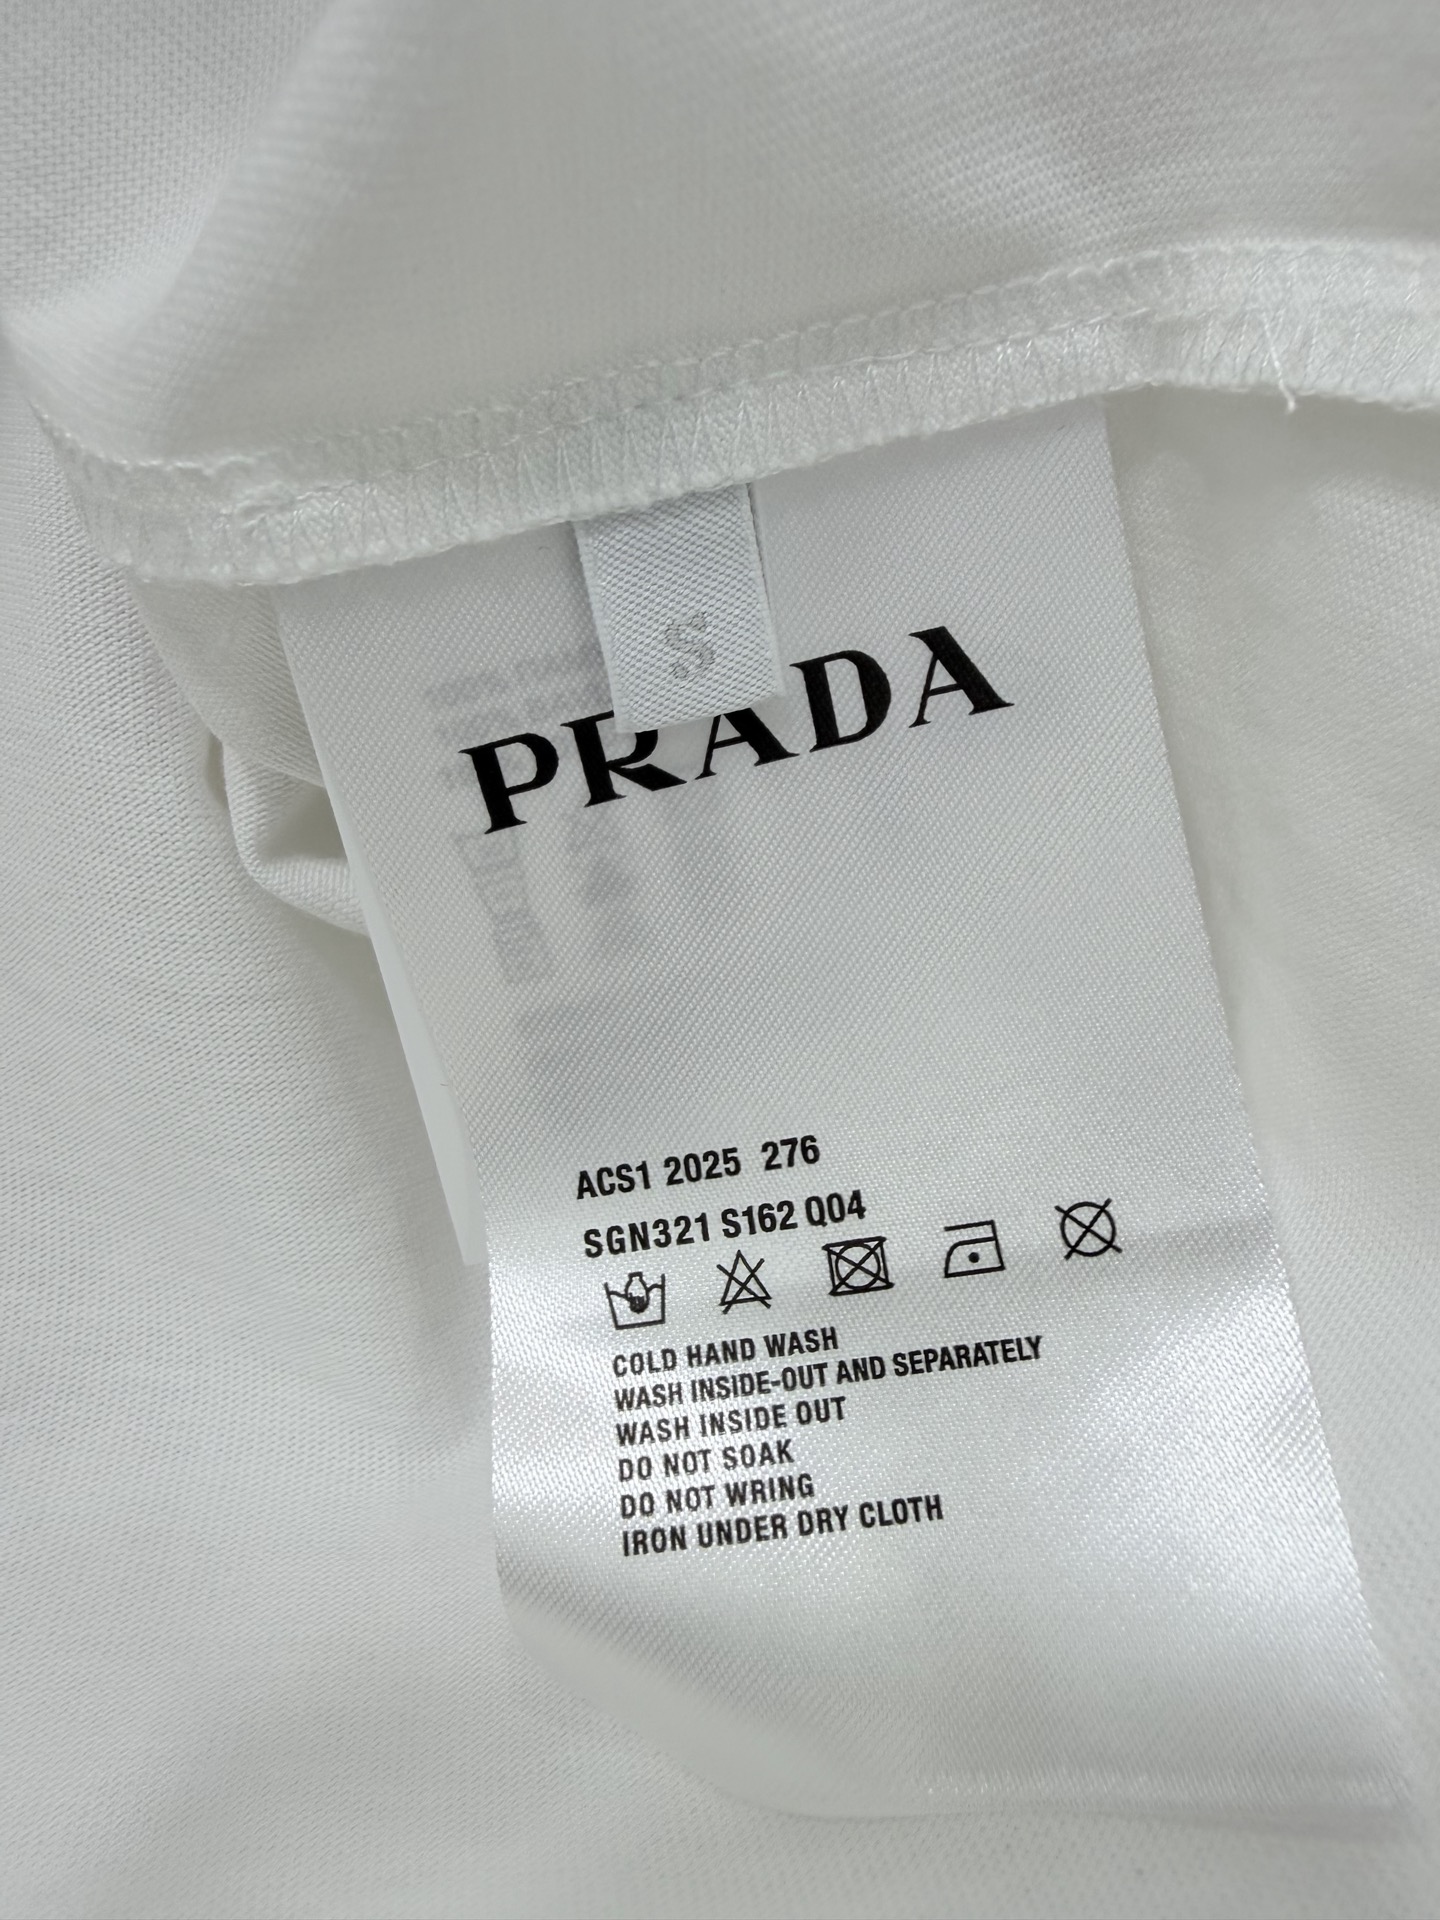 S
PRADA
ACS1 2025 276
SGN321 S162 Q04
COLD HAND WASH
WASH INSIDE-OUT AND SEPARATELY
WASH INSIDE OUT
DO NOT SOAK
DO NOT WRING
IRON UNDER DRY CLOTH